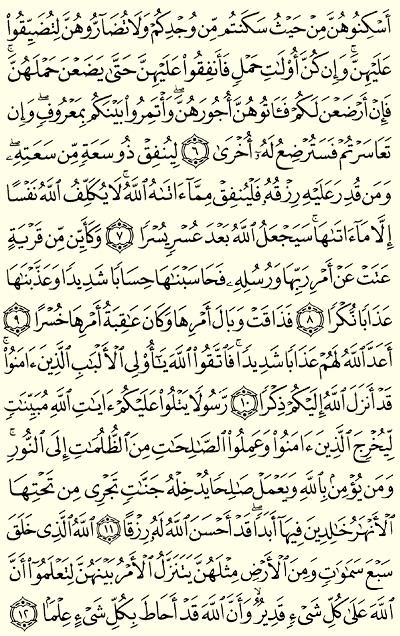 أَسۡكِنُوهُنَّ مِنۡ حَيۡثُ سَكَنتُم مِّن وُجۡدِكُمۡ وَلَا تُضَآرُّوهُنَّ لِتُضَيِّقُواْ
عَلَيۡهِنَّۚ وَإِن كُنَّ أُوْلَٰتِ حَمۡلٖ فَأَنفِقُواْ عَلَيۡهِنَّ حَتَّىٰ يَضَعۡنَ حَمۡلَهُنَّۚ
فَإِنۡ أَرۡضَعۡنَ لَكُمۡ فَـَٔاتُوهُنَّ أُجُورَهُنَّ وَأۡتَمِرُواْ بَيۡنَكُم بِمَعۡرُوفٖۖ وَإِن
تَعَاسَرۡتُمۡ فَسَتُرۡضِعُ لَهُۥٓ أُخۡرَىٰ ٦ لِيُنفِقۡ ذُو سَعَةٖ مِّن سَعَتِهِۦۖ
وَمَن قُدِرَ عَلَيۡهِ رِزۡقُهُۥ فَلۡيُنفِقۡ مِمَّآ ءَاتَىٰهُ ٱللَّهُۚ لَا يُكَلِّفُ ٱللَّهُ نَفۡسًا
إِلَّا مَآ ءَاتَىٰهَاۚ سَيَجۡعَلُ ٱللَّهُ بَعۡدَ عُسۡرٖ يُسۡرٗا ٧ وَكَأَيِّن مِّن قَرۡيَةٍ
عَتَتۡ عَنۡ أَمۡرِ رَبِّهَا وَرُسُلِهِۦ فَحَاسَبۡنَٰهَا حِسَابٗا شَدِيدٗا وَعَذَّبۡنَٰهَا
عَذَابٗا نُّكۡرٗا ٨ فَذَاقَتۡ وَبَالَ أَمۡرِهَا وَكَانَ عَٰقِبَةُ أَمۡرِهَا خُسۡرًا ٩
أَعَدَّ ٱللَّهُ لَهُمۡ عَذَابٗا شَدِيدٗاۖ فَٱتَّقُواْ ٱللَّهَ يَٰٓأُوْلِي ٱلۡأَلۡبَٰبِ ٱلَّذِينَ ءَامَنُواْۚ
قَدۡ أَنزَلَ ٱللَّهُ إِلَيۡكُمۡ ذِكۡرٗا ١٠ رَّسُولٗا يَتۡلُواْ عَلَيۡكُمۡ ءَايَٰتِ ٱللَّهِ مُبَيِّنَٰتٖ
لِّيُخۡرِجَ ٱلَّذِينَ ءَامَنُواْ وَعَمِلُواْ ٱلصَّٰلِحَٰتِ مِنَ ٱلظُّلُمَٰتِ إِلَى ٱلنُّورِۚ
وَمَن يُؤۡمِنۢ بِٱللَّهِ وَيَعۡمَلۡ صَٰلِحٗا يُدۡخِلۡهُ جَنَّٰتٖ تَجۡرِي مِن تَحۡتِهَا
ٱلۡأَنۡهَٰرُ خَٰلِدِينَ فِيهَآ أَبَدٗاۖ قَدۡ أَحۡسَنَ ٱللَّهُ لَهُۥ رِزۡقًا ١١ ٱللَّهُ ٱلَّذِي خَلَقَ
سَبۡعَ سَمَٰوَٰتٖ وَمِنَ ٱلۡأَرۡضِ مِثۡلَهُنَّۖ يَتَنَزَّلُ ٱلۡأَمۡرُ بَيۡنَهُنَّ لِتَعۡلَمُوٓاْ أَنَّ
ٱللَّهَ عَلَىٰ كُلِّ شَيۡءٖ قَدِيرٞ وَأَنَّ ٱللَّهَ قَدۡ أَحَاطَ بِكُلِّ شَيۡءٍ عِلۡمَۢا ١٢